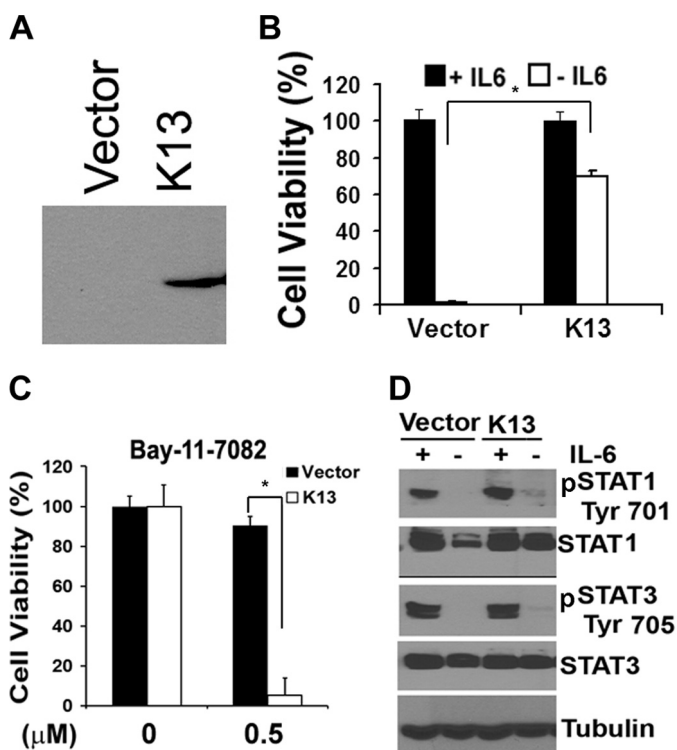 A
Vector
K13
B
+ IL6 - IL6
*
Cell Viability (%)
120
100
80
60
40
20
0
Vector K13
C
Bay-11-7082
Vector
K13
*
Cell Viability (%)
120
100
80
60
40
20
0
(µM) 0 0.5
D
Vector K13
+ - + - IL-6
pSTAT1
Tyr 701
STAT1
pSTAT3
Tyr 705
STAT3
Tubulin